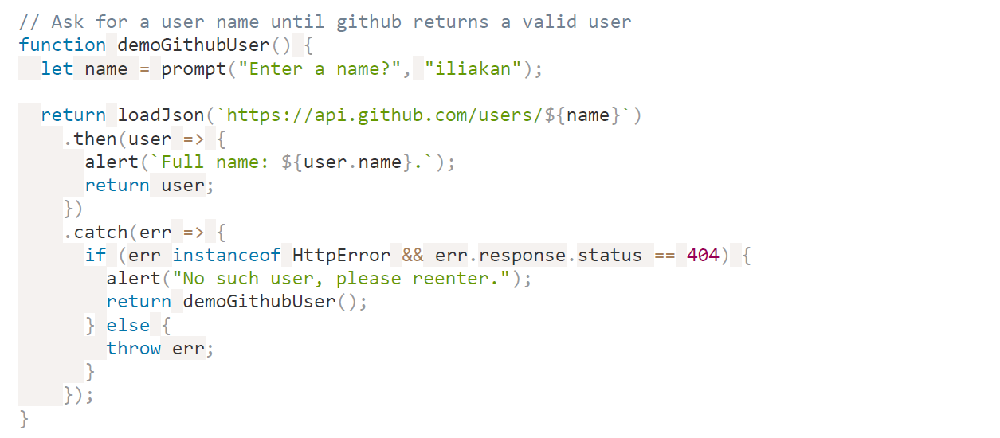 // Ask for a user name until github returns a valid user
function demoGithubUser() {
  let name = prompt("Enter a name?", "iliakan");

  return loadJson(`https://api.github.com/users/${name}`)
    .then(user => {
      alert(`Full name: ${user.name}.`);
      return user;
    })
    .catch(err => {
      if (err instanceof HttpError && err.response.status == 404) {
        alert("No such user, please reenter.");
        return demoGithubUser();
      } else {
        throw err;
      }
    });
}